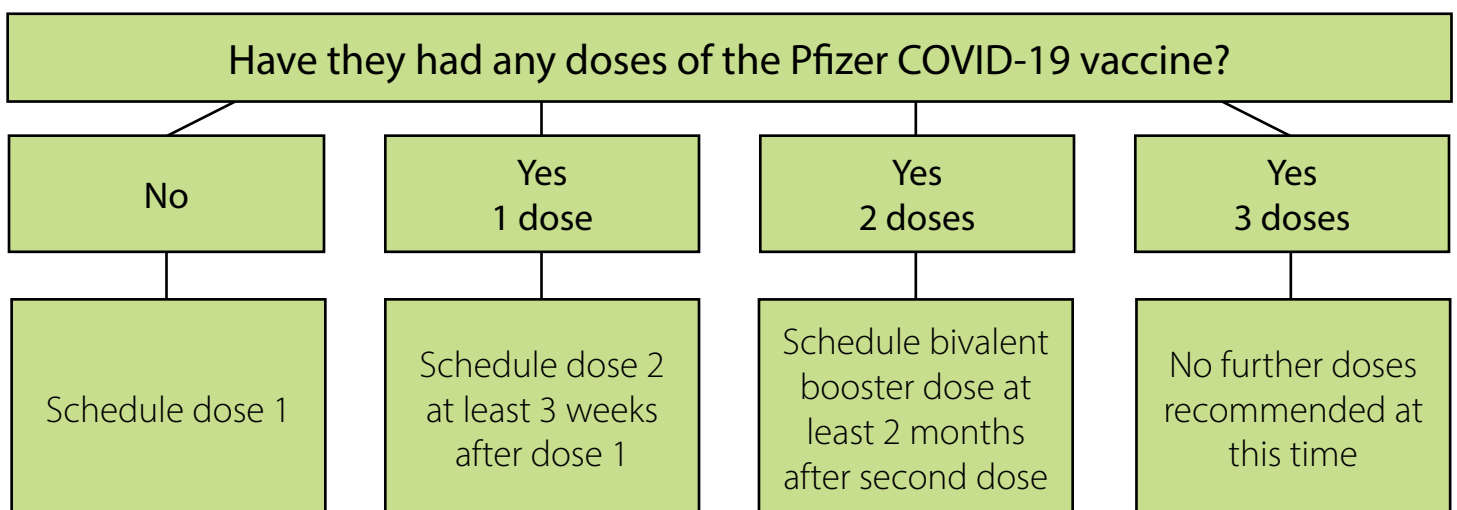 Have they had any doses of the Pfizer COVID-19 vaccine?
No
Yes
1 dose
Yes
2 doses
Yes
3 doses
Schedule dose 1
Schedule dose 2
at least 3 weeks
after dose 1
Schedule bivalent
booster dose at
least 2 months
after second dose
No further doses
recommended at
this time